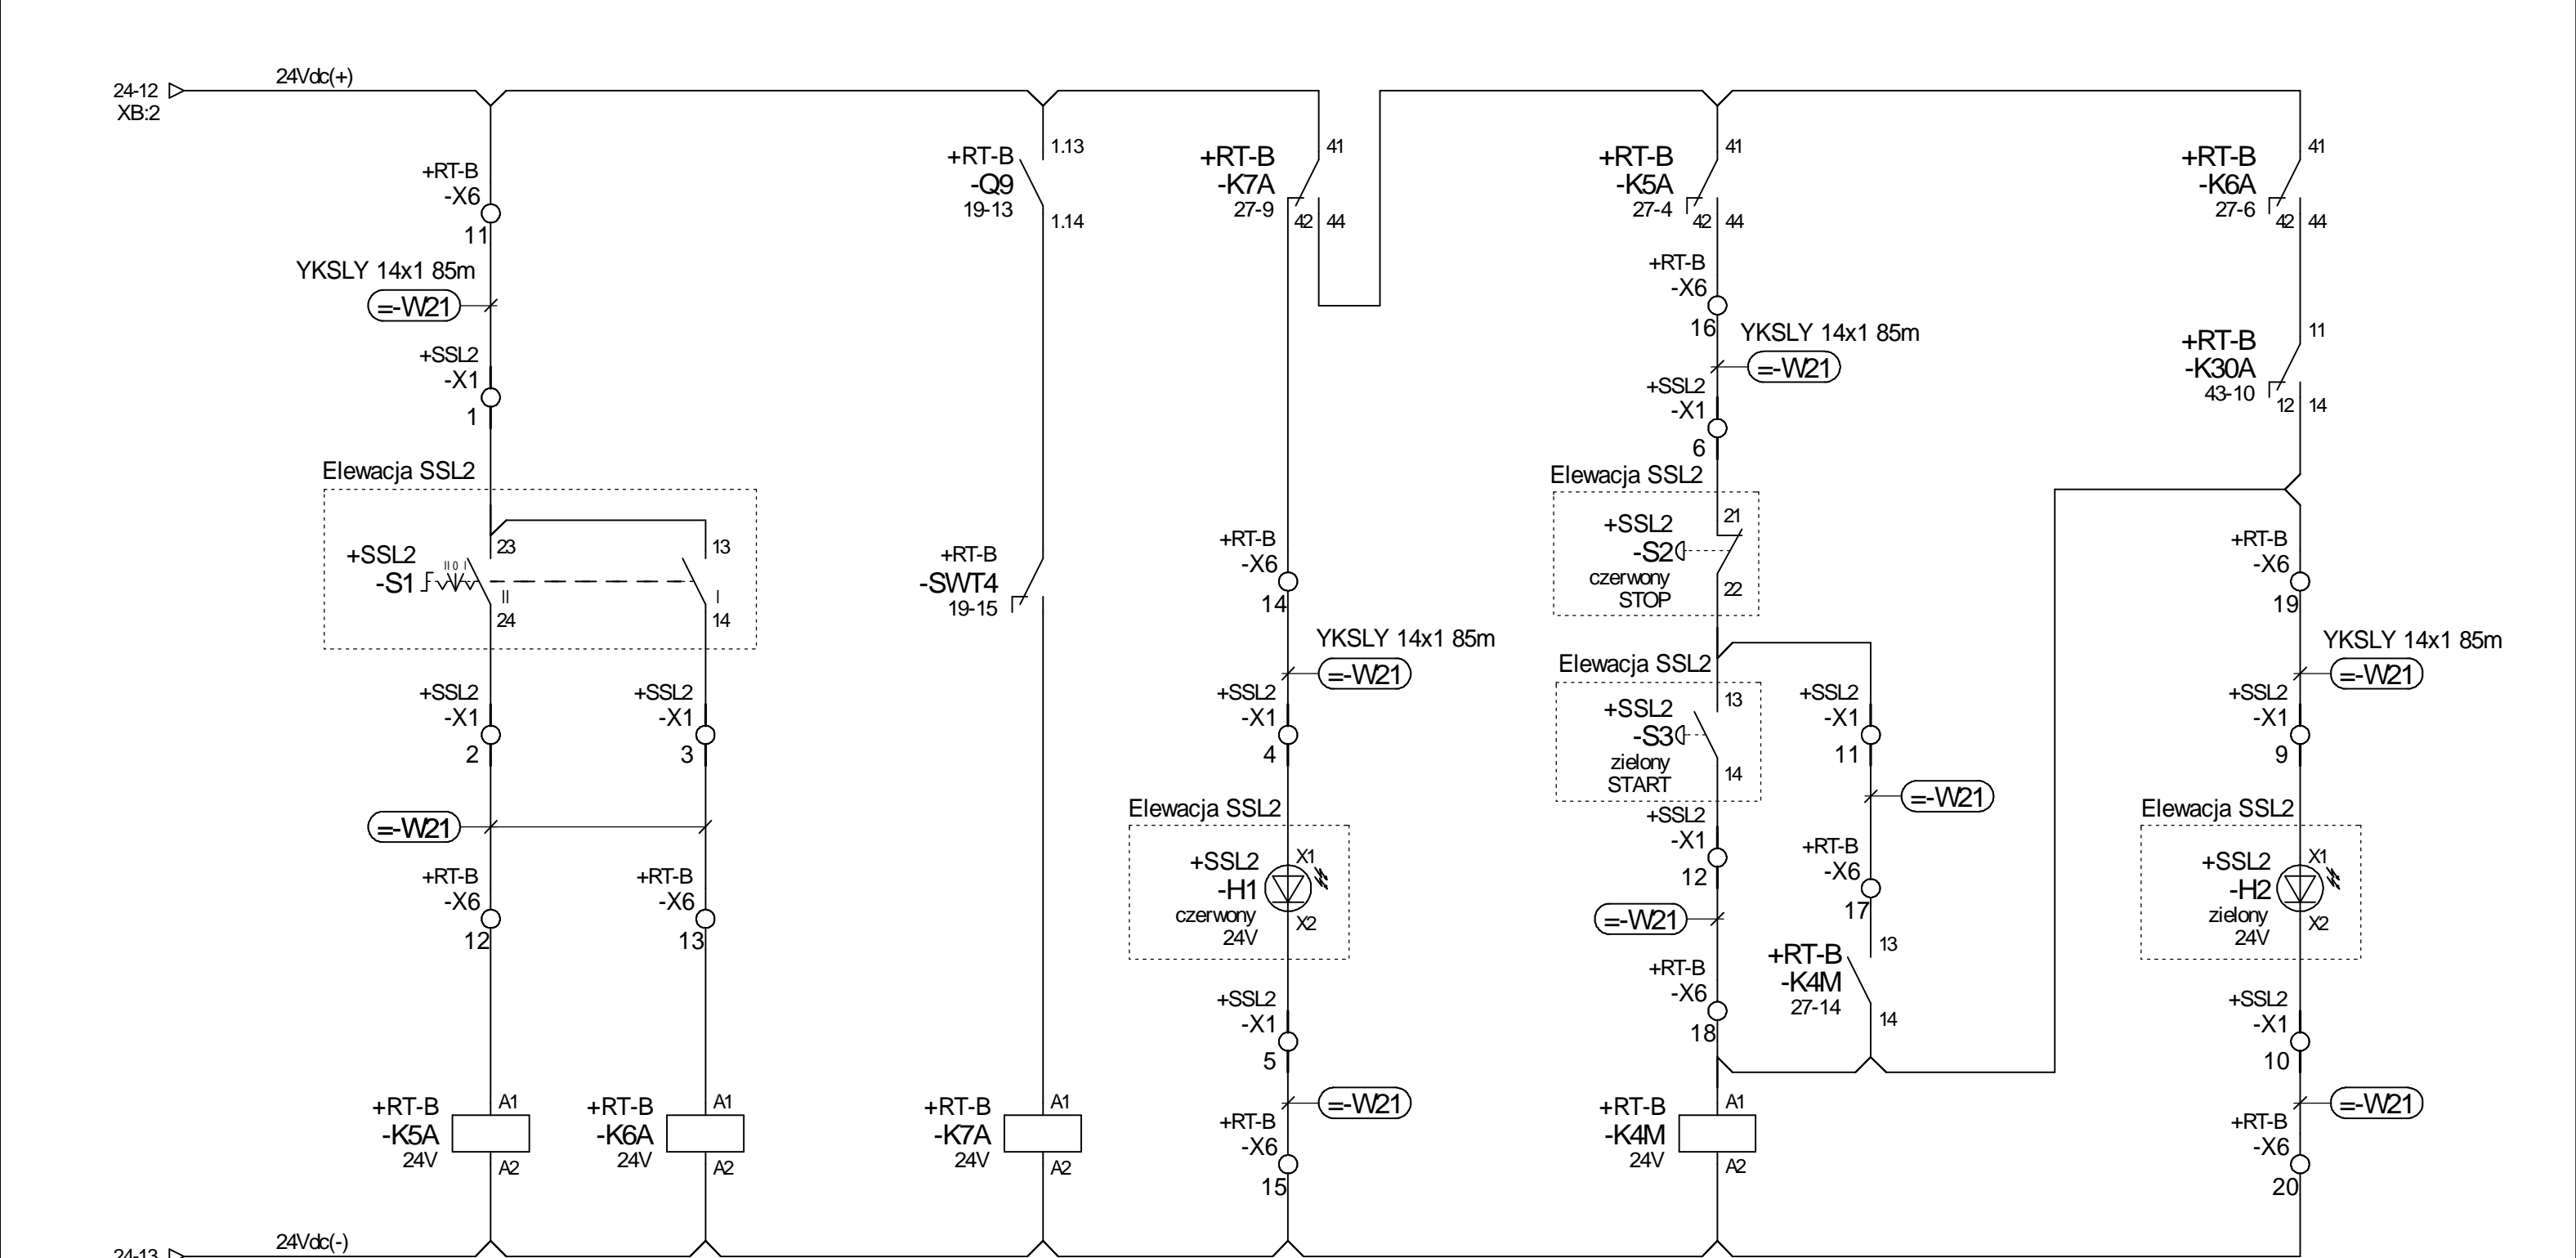 24Vdc(+)
24-12
XB:2
+RT-B
-X6
11
YKSLY 14x1 85m
=-W21
+SSL2
-X1
1
Elewacja SSL2
+SSL2
-S1
II 0 I
23
24
II
13
14
I
+SSL2
-X1
2
+SSL2
-X1
3
=-W21
+RT-B
-X6
12
+RT-B
-X6
13
+RT-B
-K5A
24V
A1
A2
+RT-B
-K6A
24V
A1
A2
+RT-B
-Q9
19-13
1.13
1.14
+RT-B
-SWT4
19-15
+RT-B
-K7A
24V
A1
A2
+RT-B
-K7A
27-9
41
42
44
+RT-B
-X6
14
YKSLY 14x1 85m
=-W21
+SSL2
-X1
4
Elewacja SSL2
+SSL2
-H1
czerwony
24V
X1
X2
+SSL2
-X1
5
=-W21
+RT-B
-X6
15
+RT-B
-K5A
27-4
41
42
44
+RT-B
-X6
16
YKSLY 14x1 85m
=-W21
+SSL2
-X1
6
Elewacja SSL2
+SSL2
-S2
czerwony
STOP
21
22
Elewacja SSL2
+SSL2
-S3
zielony
START
13
14
+SSL2
-X1
12
=-W21
+RT-B
-X6
18
+SSL2
-X1
11
=-W21
+RT-B
-X6
17
+RT-B
-K4M
27-14
13
14
+RT-B
-K4M
24V
A1
A2
+RT-B
-K6A
27-6
41
42
44
+RT-B
-K30A
43-10
11
12
14
+RT-B
-X6
19
YKSLY 14x1 85m
=-W21
+SSL2
-X1
9
Elewacja SSL2
+SSL2
-H2
zielony
24V
X1
X2
+SSL2
-X1
10
=-W21
+RT-B
-X6
20
24Vdc(-)
24-13